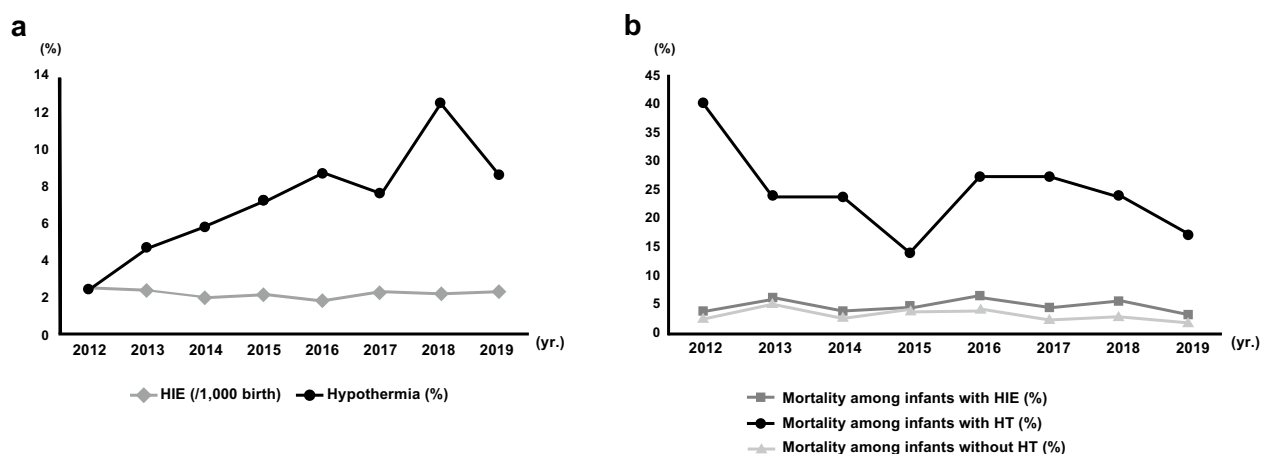 a
(%)
14
12
10
8
6
4
2
0
2012 2013 2014 2015 2016 2017 2018 2019 (yr.)
HIE (/1,000 birth) Hypothermia (%)
b
(%)
45
40
35
30
25
20
15
10
5
0
2012 2013 2014 2015 2016 2017 2018 2019 (yr.)
Mortality among infants with HIE (%)
Mortality among infants with HT (%)
Mortality among infants without HT (%)